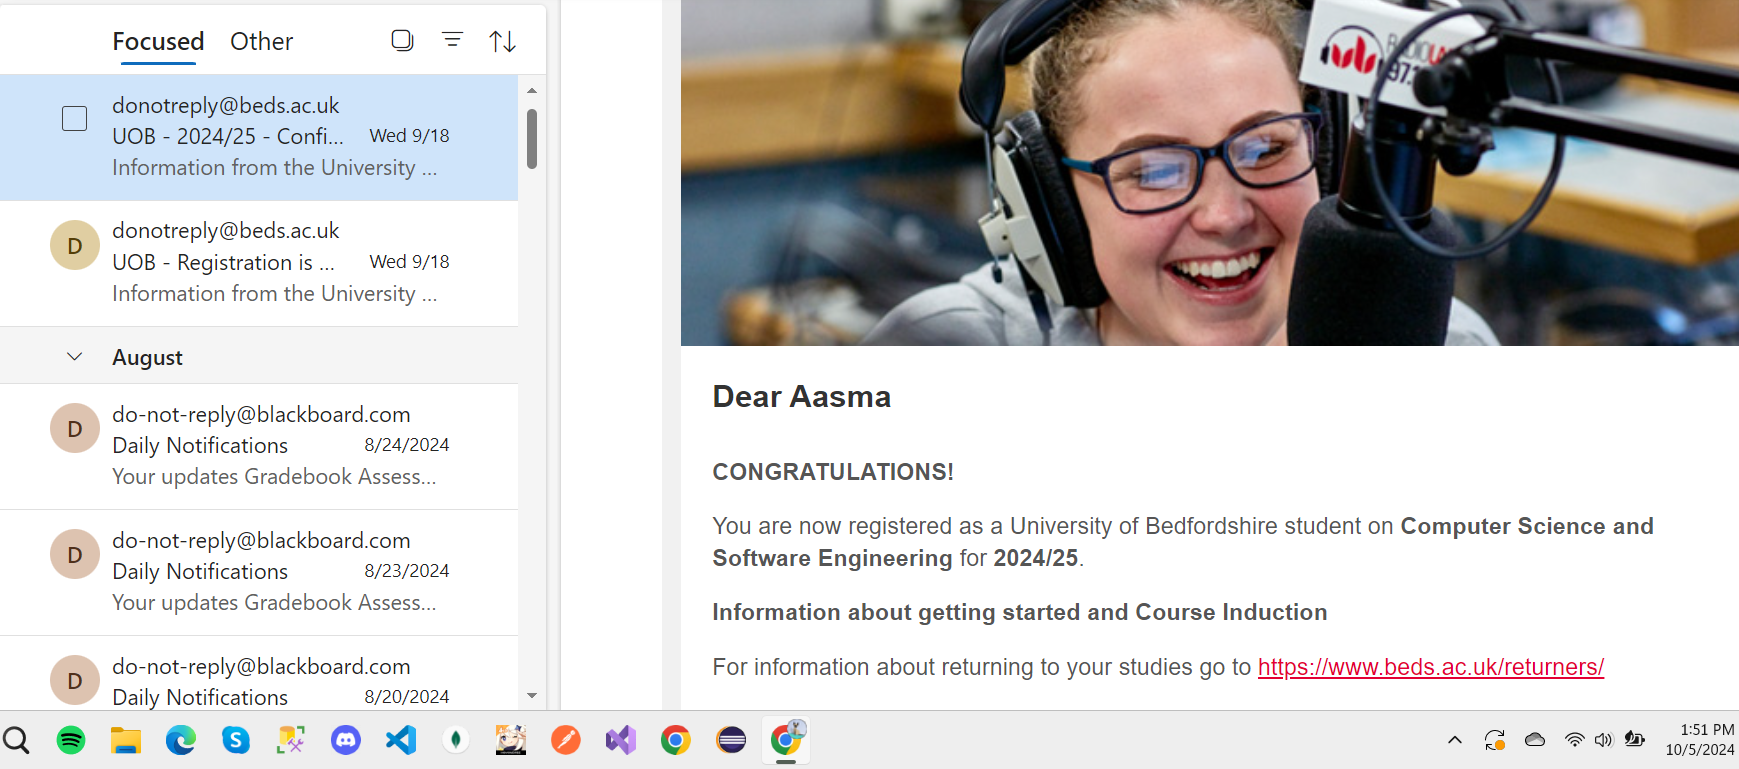 Focused Other
donotreply@beds.ac.uk
UOB - 2024/25 - Confi... Wed 9/18
Information from the University ...
D
donotreply@beds.ac.uk
UOB - Registration is ... Wed 9/18
Information from the University ...
August
D
do-not-reply@blackboard.com
Daily Notifications 8/24/2024
Your updates Gradebook Assess...
D
do-not-reply@blackboard.com
Daily Notifications 8/23/2024
Your updates Gradebook Assess...
D
do-not-reply@blackboard.com
Daily Notifications 8/20/2024
Dear Aasma
CONGRATULATIONS!
You are now registered as a University of Bedfordshire student on Computer Science and
Software Engineering for 2024/25.
Information about getting started and Course Induction
For information about returning to your studies go to https://www.beds.ac.uk/returners/
1:51 PM
10/5/2024